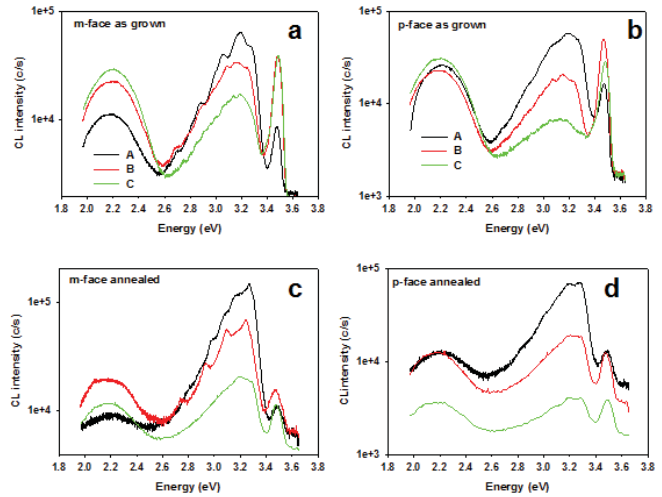 m-face as grown
a
CL intensity (c/s)
1e+5
1e+4
A
B
C
1.8 2.0 2.2 2.4 2.6 2.8 3.0 3.2 3.4 3.6 3.8
Energy (eV)
p-face as grown
b
CL intensity (c/s)
1e+5
1e+4
1e+3
A
B
C
1.8 2.0 2.2 2.4 2.6 2.8 3.0 3.2 3.4 3.6 3.8
Energy (eV)
m-face annealed
c
CL intensity (c/s)
1e+5
1e+4
1.8 2.0 2.2 2.4 2.6 2.8 3.0 3.2 3.4 3.6 3.8
Energy (eV)
p-face annealed
d
CLintensity (c/s)
1e+5
1e+4
1e+3
1.8 2.0 2.2 2.4 2.6 2.8 3.0 3.2 3.4 3.6 3.8
Energy (eV)